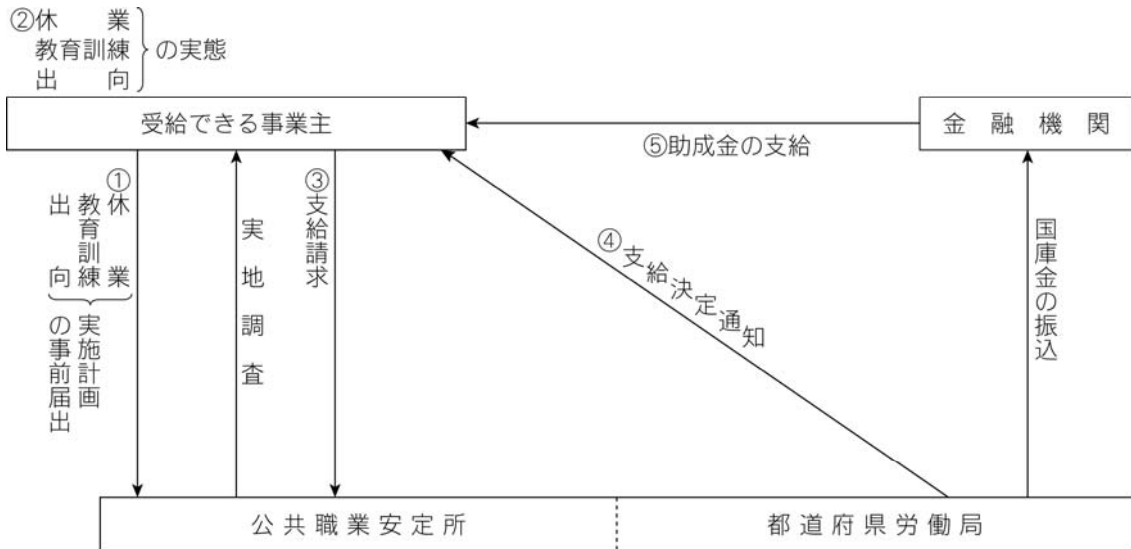 ②休業
教育訓練
出向
の実態
受給できる事業主
金融機関
⑤助成金の支給
①
休業
教育訓練
出向
実施計画
の事前届出
実地調査
③支給請求
④支給決定通知
国庫金の振込
公共職業安定所
都道府県労働局